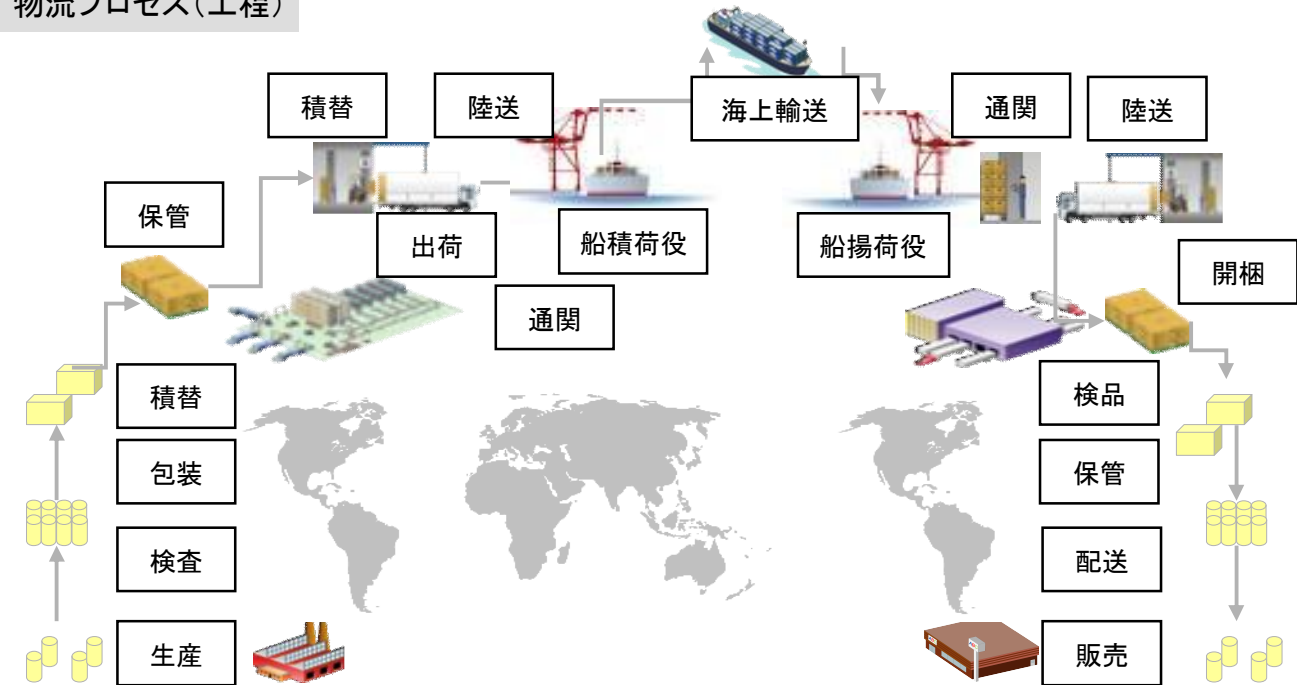 物流プロセス（工程）
積替
陸送
海上輸送
通関
陸送
保管
出荷
船積荷役
船揚荷役
開梱
通関
積替
検品
包装
保管
検査
配送
生産
販売